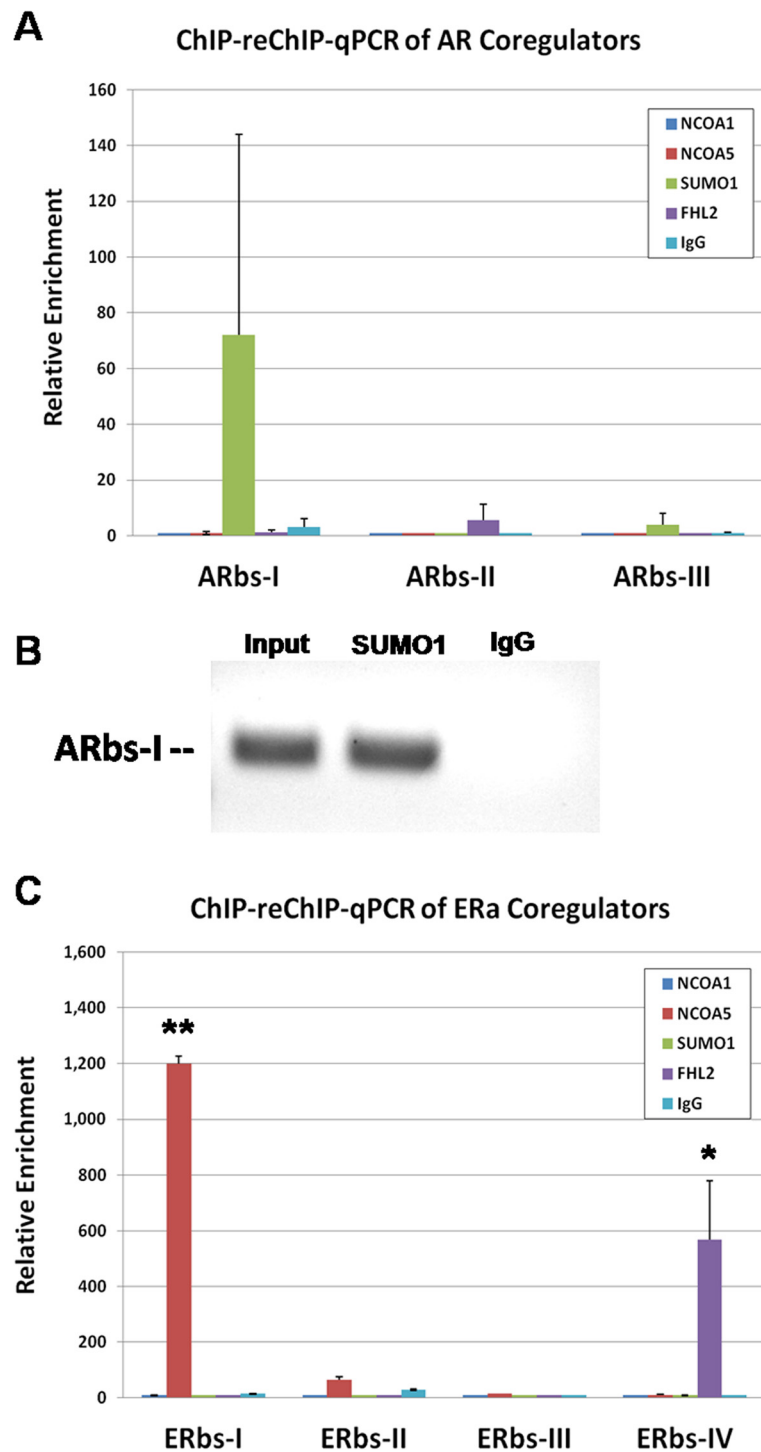 A
ChIP-reChIP-qPCR of AR Coregulators
Relative Enrichment
160
140
120
100
80
60
40
20
0
NCOA1
NCOA5
SUMO1
FHL2
IgG
ARbs-I ARbs-II ARbs-III
B
Input SUMO1 IgG
ARbs-I --
C
ChIP-reChIP-qPCR of ERa Coregulators
Relative Enrichment
1,600
1,400
1,200
1,000
800
600
400
200
0
**
*
NCOA1
NCOA5
SUMO1
FHL2
IgG
ERbs-I ERbs-II ERbs-III ERbs-IV